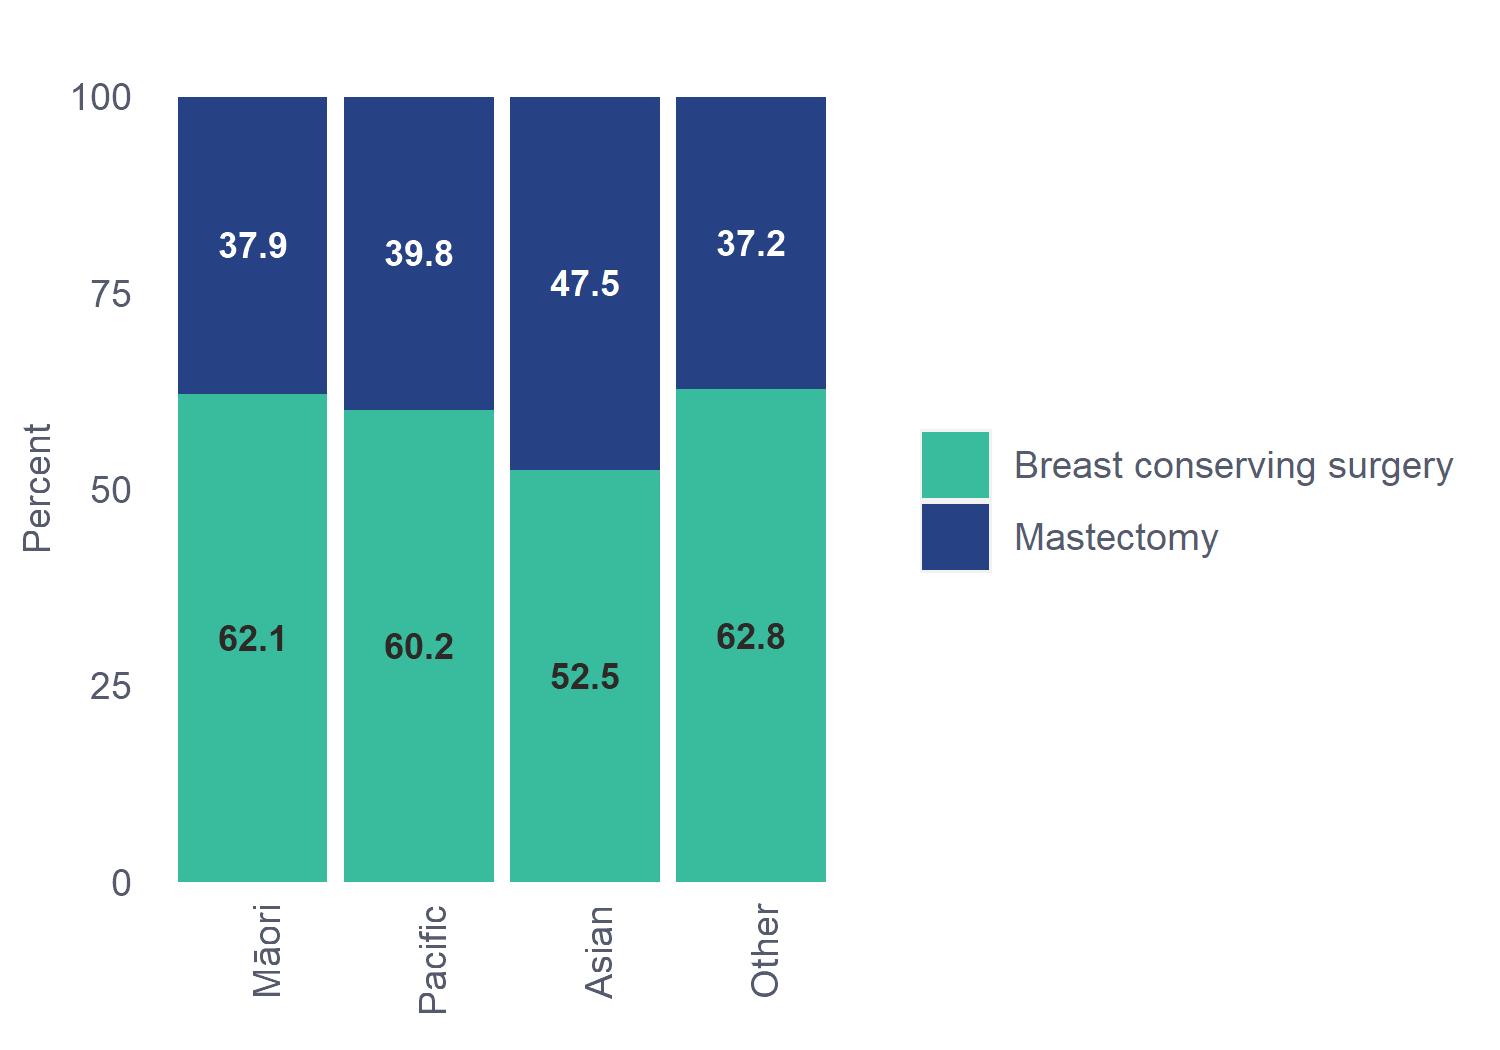 100
75
50
25
0
Percent
37.9
39.8
47.5
37.2
62.1
60.2
52.5
62.8
Māori
Pacific
Asian
Other
Breast conserving surgery
Mastectomy